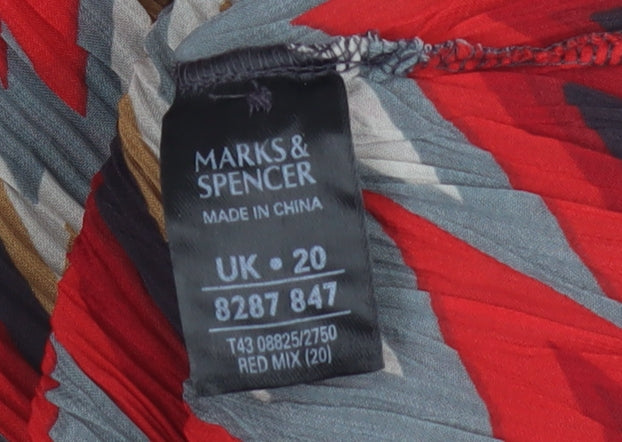 MARKS &
SPENCER
MADE IN CHINA
UK • 20
8287 847
T43 08825/2750
RED MIX (20)